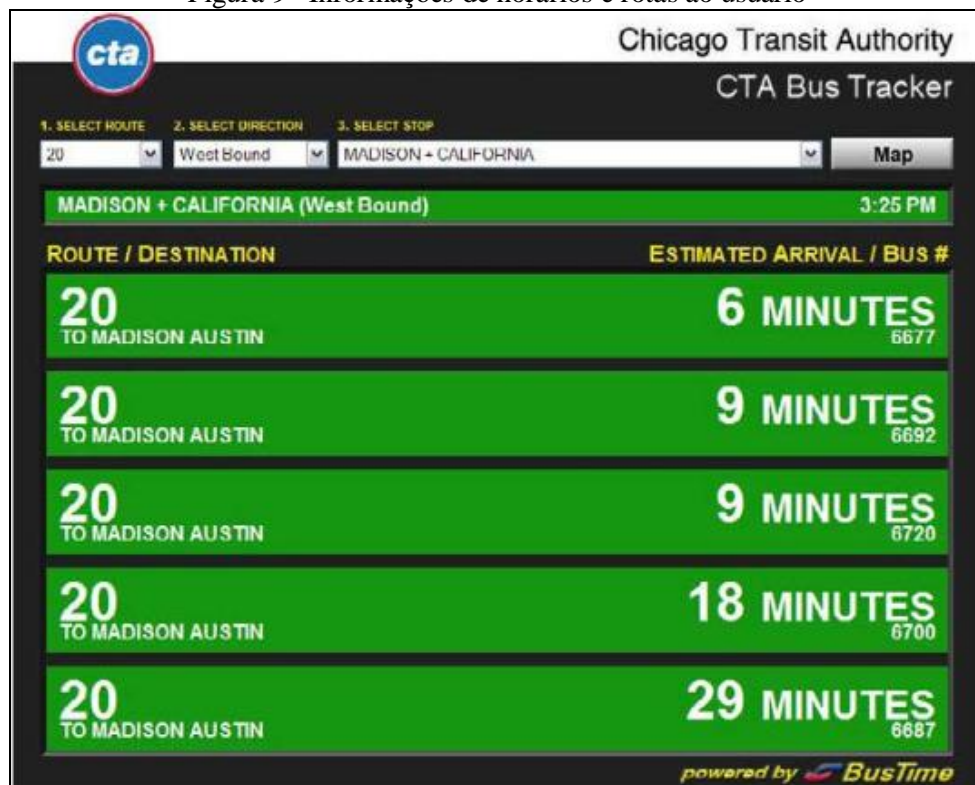 Figura 9 - Informações de horários e rotas ao usuário
cta
Chicago Transit Authority
CTA Bus Tracker
1. SELECT ROUTE 2. SELECT DIRECTION 3. SELECT STOP
20 West Bound MADISON + CALIFORNIA Map
MADISON + CALIFORNIA (West Bound) 3:25 PM
ROUTE / DESTINATION ESTIMATED ARRIVAL / BUS #
20 6 MINUTES
TO MADISON AUSTIN 6677
20 9 MINUTES
TO MADISON AUSTIN 6692
20 9 MINUTES
TO MADISON AUSTIN 6720
20 18 MINUTES
TO MADISON AUSTIN 6700
20 29 MINUTES
TO MADISON AUSTIN 6687
powered by BusTime